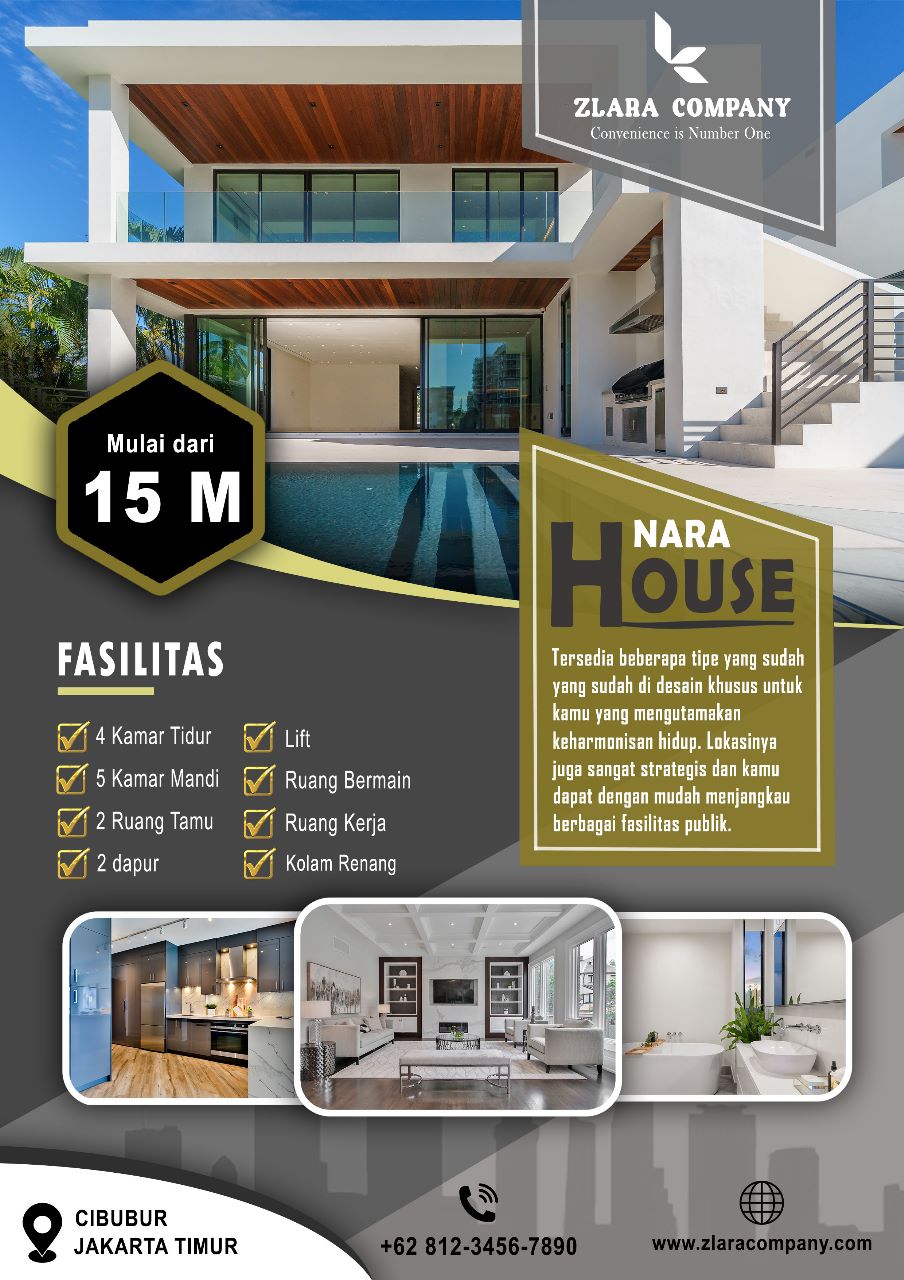 ZLARA COMPANY
Convenience is Number One
Mulai dari
15 M
NARA
HOUSE
Tersedia beberapa tipe yang sudah
yang sudah di desain khusus untuk
kamu yang mengutamakan
keharmonisan hidup. Lokasinya
juga sangat strategis dan kamu
dapat dengan mudah menjangkau
berbagai fasilitas publik.
FASILITAS
4 Kamar Tidur
5 Kamar Mandi
2 Ruang Tamu
2 dapur
Lift
Ruang Bermain
Ruang Kerja
Kolam Renang
CIBUBUR
JAKARTA TIMUR
+62 812-3456-7890
www.zlaracompany.com